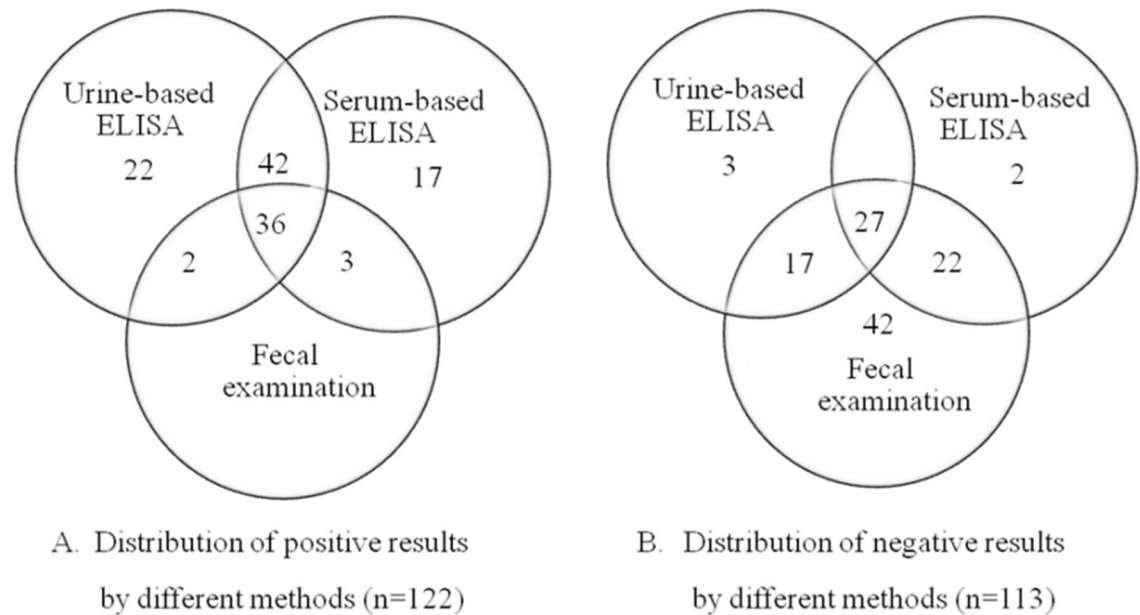 Urine-based
ELISA
22
42
Serum-based
ELISA
17
36
2
3
Fecal
examination
A. Distribution of positive results
by different methods (n=122)
Urine-based
ELISA
3
Serum-based
ELISA
2
27
17
22
42
Fecal
examination
B. Distribution of negative results
by different methods (n=113)